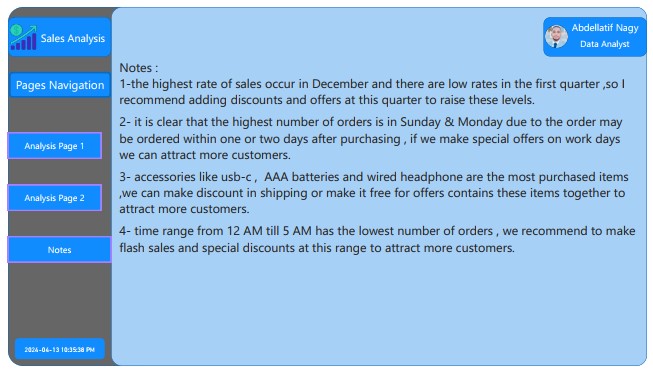 Sales Analysis
Abdellatif Nagy
Data Analyst
Pages Navigation
Analysis Page 1
Analysis Page 2
Notes
2024-04-13 10:35:38 PM
Notes :
1-the highest rate of sales occur in December and there are low rates in the first quarter ,so I
recommend adding discounts and offers at this quarter to raise these levels.
2- it is clear that the highest number of orders is in Sunday & Monday due to the order may
be ordered within one or two days after purchasing , if we make special offers on work days
we can attract more customers.
3- accessories like usb-c , AAA batteries and wired headphone are the most purchased items
,we can make discount in shipping or make it free for offers contains these items together to
attract more customers.
4- time range from 12 AM till 5 AM has the lowest number of orders , we recommend to make
flash sales and special discounts at this range to attract more customers.